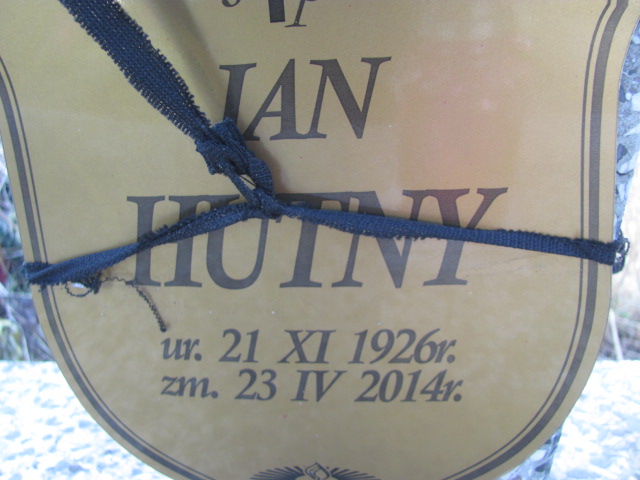 JAN
HUTNY
ur. 21 XI 1926r.
zm. 23 IV 2014r.